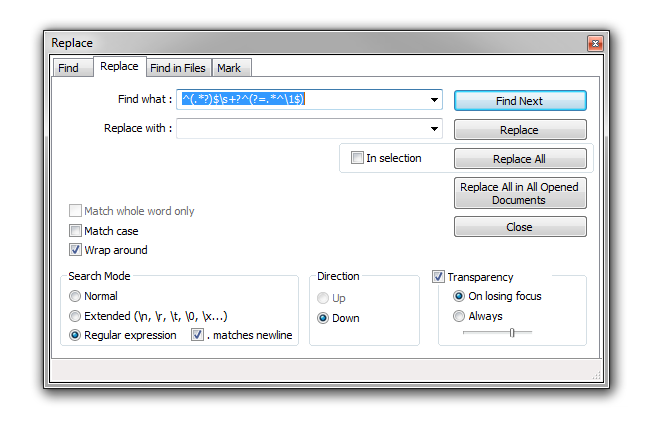 Replace
Find Replace Find in Files Mark
Find what : ^(.*?)$\s+?^(?=.*^\1$) Find Next
Replace with : Replace
In selection Replace All
Replace All in All Opened
Documents
Match whole word only
Match case Close
Wrap around
Search Mode Direction Transparency
Normal Up On losing focus
Extended (\n, \r, \t, \0, \x...) Down Always
Regular expression . matches newline